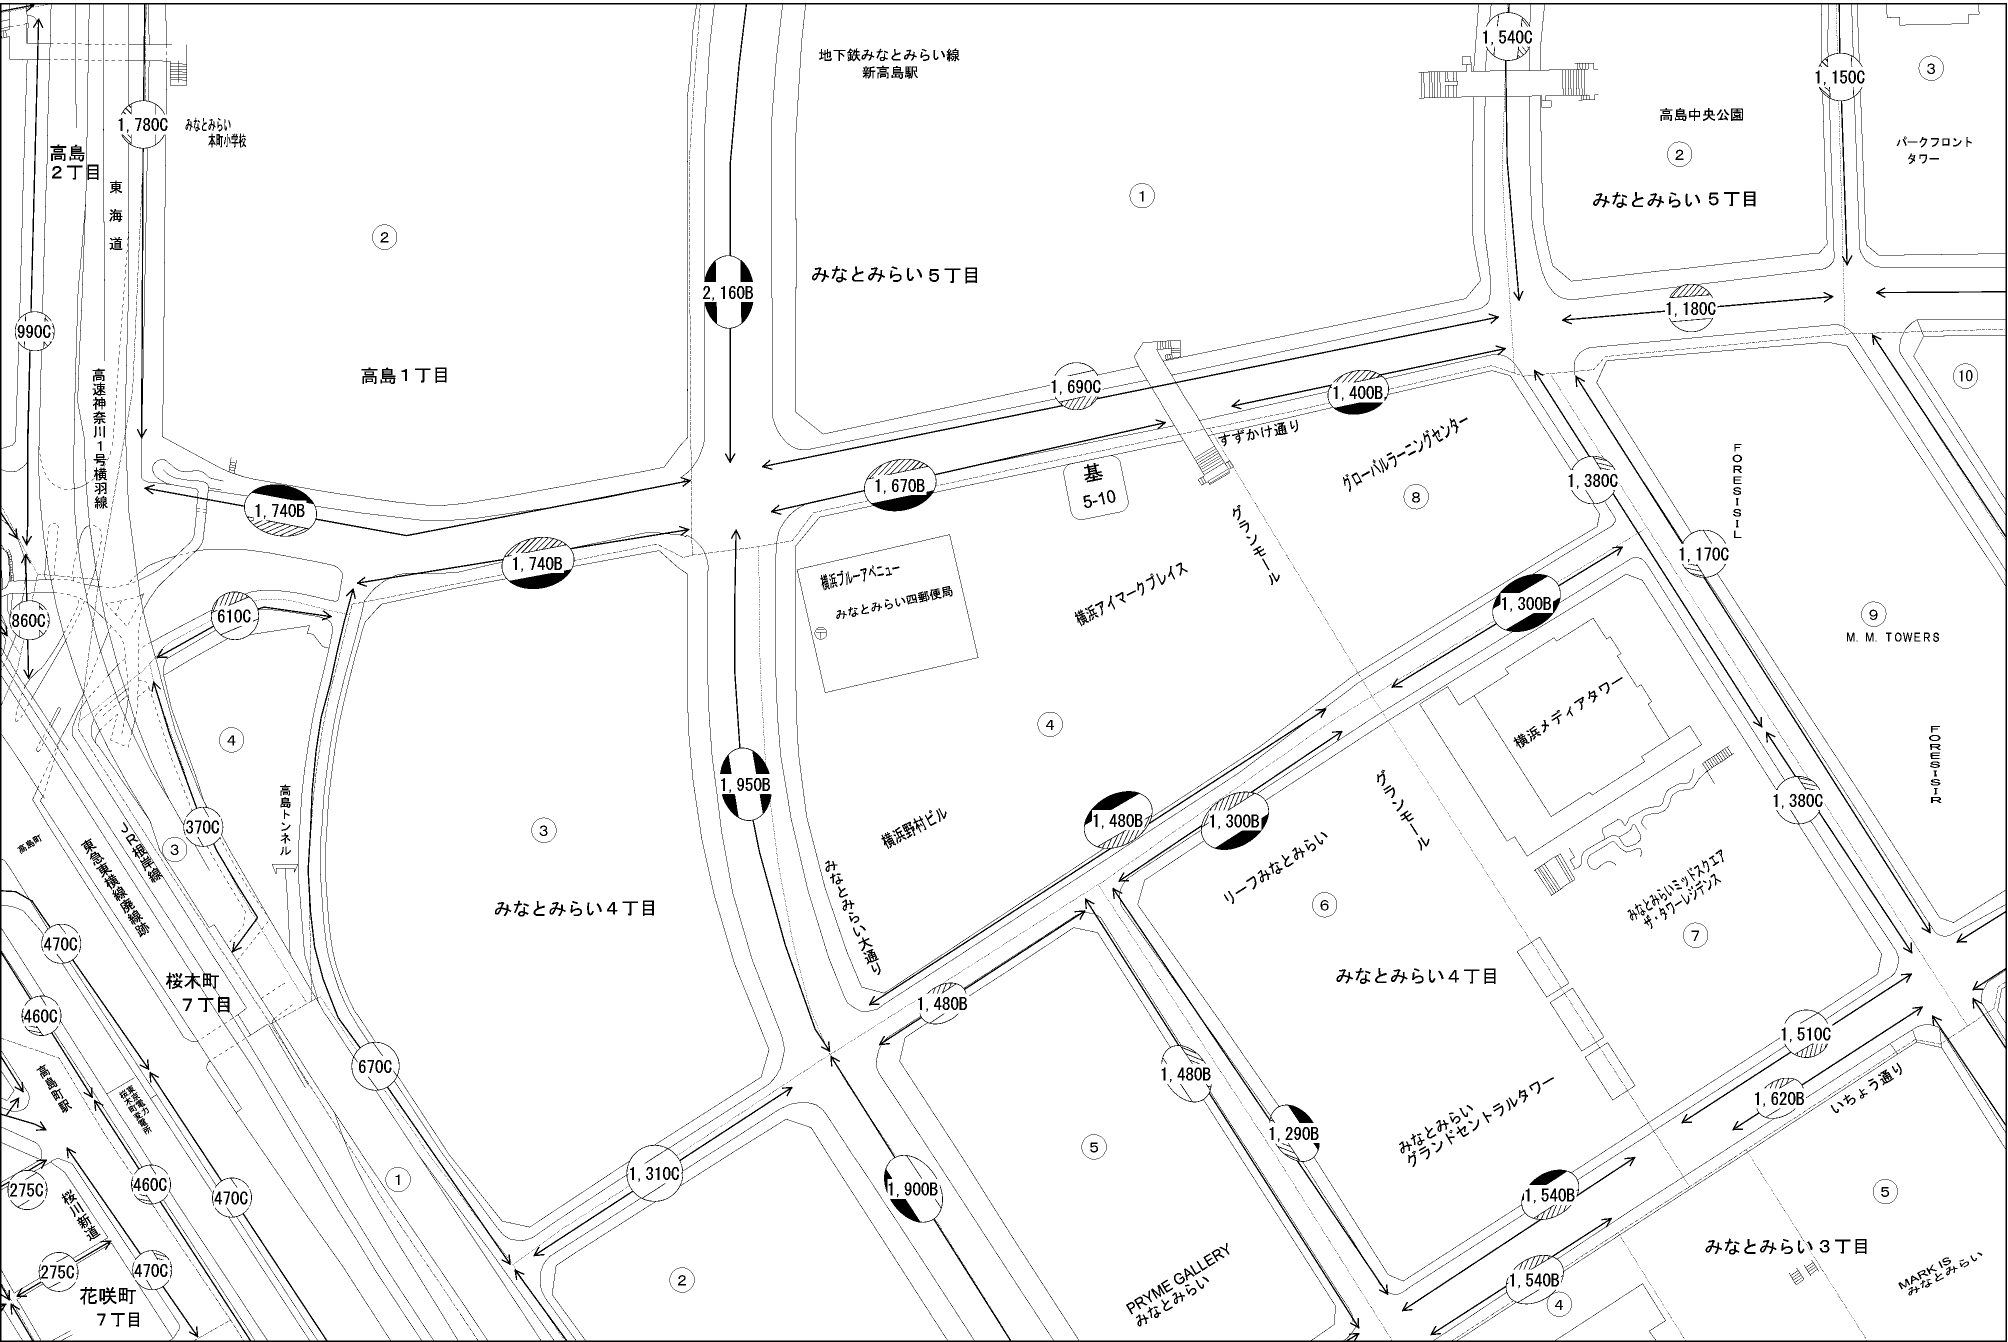 1,540C
1,150C
③
地下鉄みなとみらい線
新高島駅
1,780C
みなとみらい
本町小学校
高島
2丁目
高島中央公園
②
パークフロント
タワー
東海道
①
みなとみらい5丁目
②
みなとみらい5丁目
2,160B
1,180C
990C
高島1丁目
高速神奈川1号横羽線
1,690C
1,400B
⑩
すずかけ通り
グローバルラーニングセンター
FORESISIL
1,380C
1,670B
基
5-10
⑧
1,740B
グランモール
1,740B
1,170C
横浜ブルーアベニュー
みなとみらい四郵便局
〒
横浜アイマークプレイス
1,300B
610C
860C
⑨
M. M. TOWERS
④
④
横浜メディアタワー
FORESISIR
1,950B
グランモール
1,380C
高島トンネル
370C
③
高島町
JR根岸線
東急東横線廃線跡
③
横浜野村ビル
1,480B
1,300B
リーフみなとみらい
みなとみらい大通り
みなとみらいミッドスクエア
ザ・タワーレジデンス
⑥
⑦
みなとみらい4丁目
みなとみらい4丁目
470C
桜木町
7丁目
460C
1,480B
1,510C
670C
1,480B
高島町駅
東京電力
桜木町変電所
1,620B
いちょう通り
1,290B
みなとみらい
グランドセントラルタワー
⑤
1,310C
①
1,900B
275C
460C
470C
1,540B
⑤
桜川新道
みなとみらい3丁目
275C
470C
②
PRYME GALLERY
みなとみらい
1,540B
④
MARK IS
みなとみらい
花咲町
7丁目